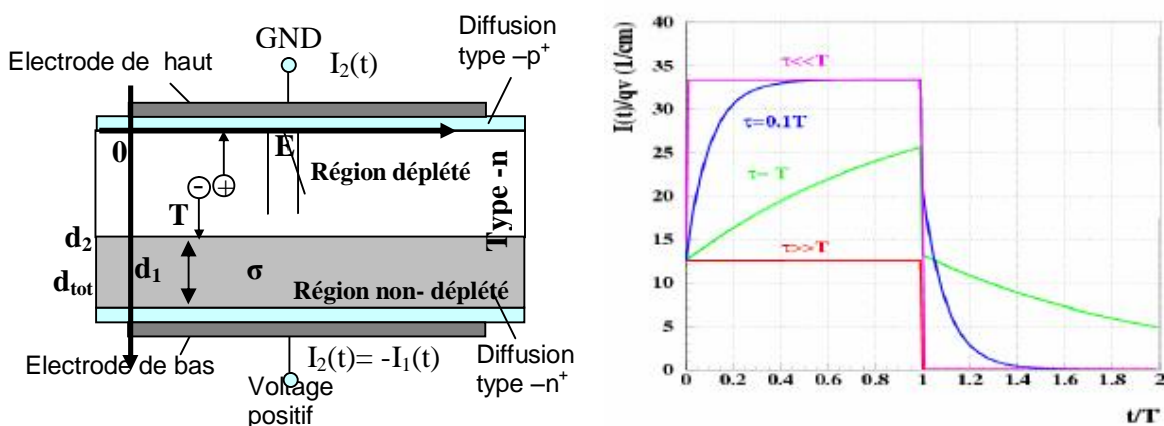 Electrode de haut
GND
I₂(t)
Diffusion
type –p⁺
0
E
Région déplétée
-
+
T
Type -n
d₂
d₁
σ
dtot
Région non- déplétée
Electrode de bas
I₂(t)= -I₁(t)
Voltage
positif
Diffusion
type –n⁺
I(t)/qv (1/cm)
40
35
30
25
20
15
10
5
0
τ<<T
τ=0.1T
τ= T
τ>>T
0 0.2 0.4 0.6 0.8 1 1.2 1.4 1.6 1.8 2
t/T